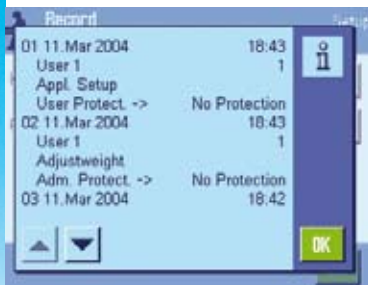 Record
01 11.Mar 2004 18:43
User 1 1
Appl. Setup
User Protect. -> No Protection
02 11.Mar 2004 18:43
User 1 1
Adjustweight
Adm. Protect. -> No Protection
03 11.Mar 2004 18:42
OK